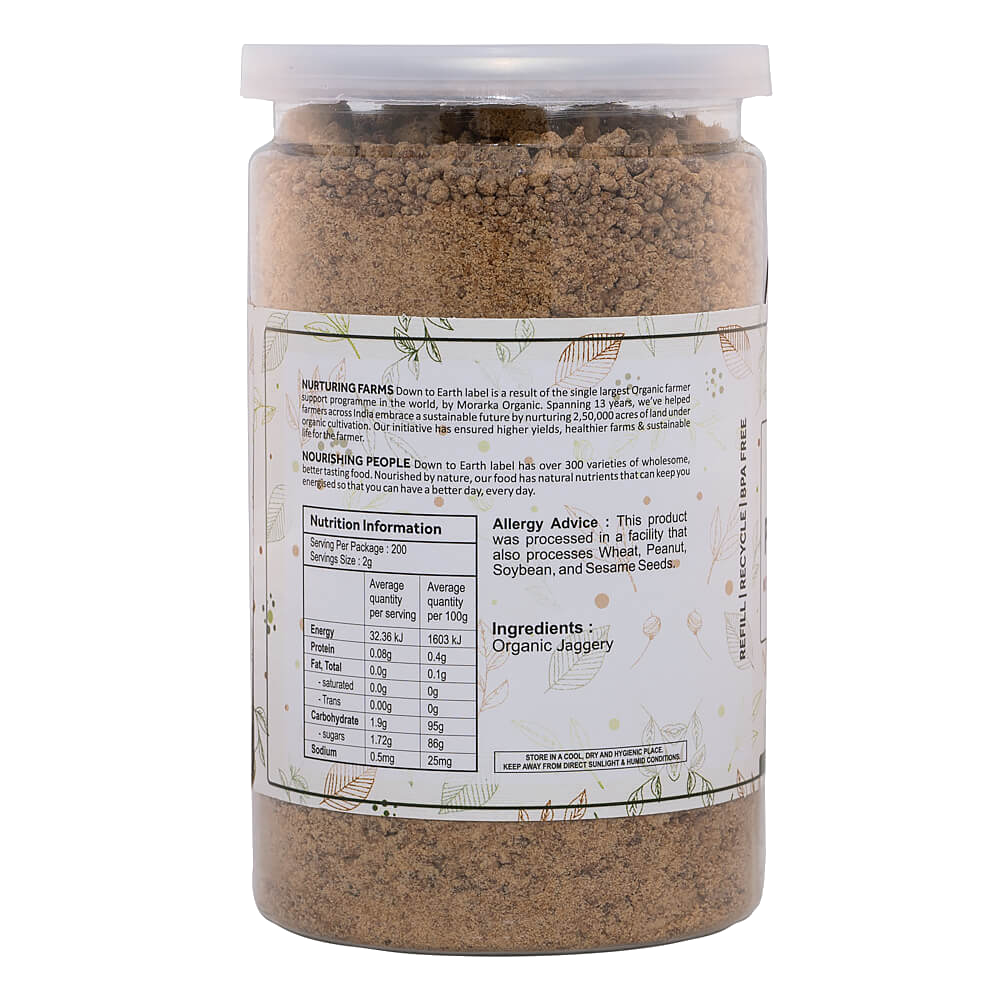 NURTURING FARMS Down to Earth label is a result of the single largest Organic farmer
support programme in the world, by Morarka Organic. Spanning 13 years, we've helped
farmers across India embrace a sustainable future by nurturing 2,50,000 acres of land under
organic cultivation. Our initiative has ensured higher yields, healthier farms & sustainable
life for the farmer.
NOURISHING PEOPLE Down to Earth label has over 300 varieties of wholesome,
better tasting food. Nourished by nature, our food has natural nutrients that can keep you
energised so that you can have a better day, every day.
Nutrition Information
Serving Per Package : 200
Servings Size : 2g
Average quantity per serving Average quantity per 100g
Energy 32.36 kJ 1603 kJ
Protein 0.08g 0.4g
Fat, Total 0.0g 0.1g
- saturated 0.0g 0g
- Trans 0.00g 0g
Carbohydrate 1.9g 95g
- sugars 1.72g 86g
Sodium 0.5mg 25mg
Allergy Advice : This product
was processed in a facility that
also processes Wheat, Peanut,
Soybean, and Sesame Seeds.
Ingredients :
Organic Jaggery
STORE IN A COOL, DRY AND HYGIENIC PLACE.
KEEP AWAY FROM DIRECT SUNLIGHT & HUMID CONDITIONS.
REFILL | RECYCLE | BPA FREE